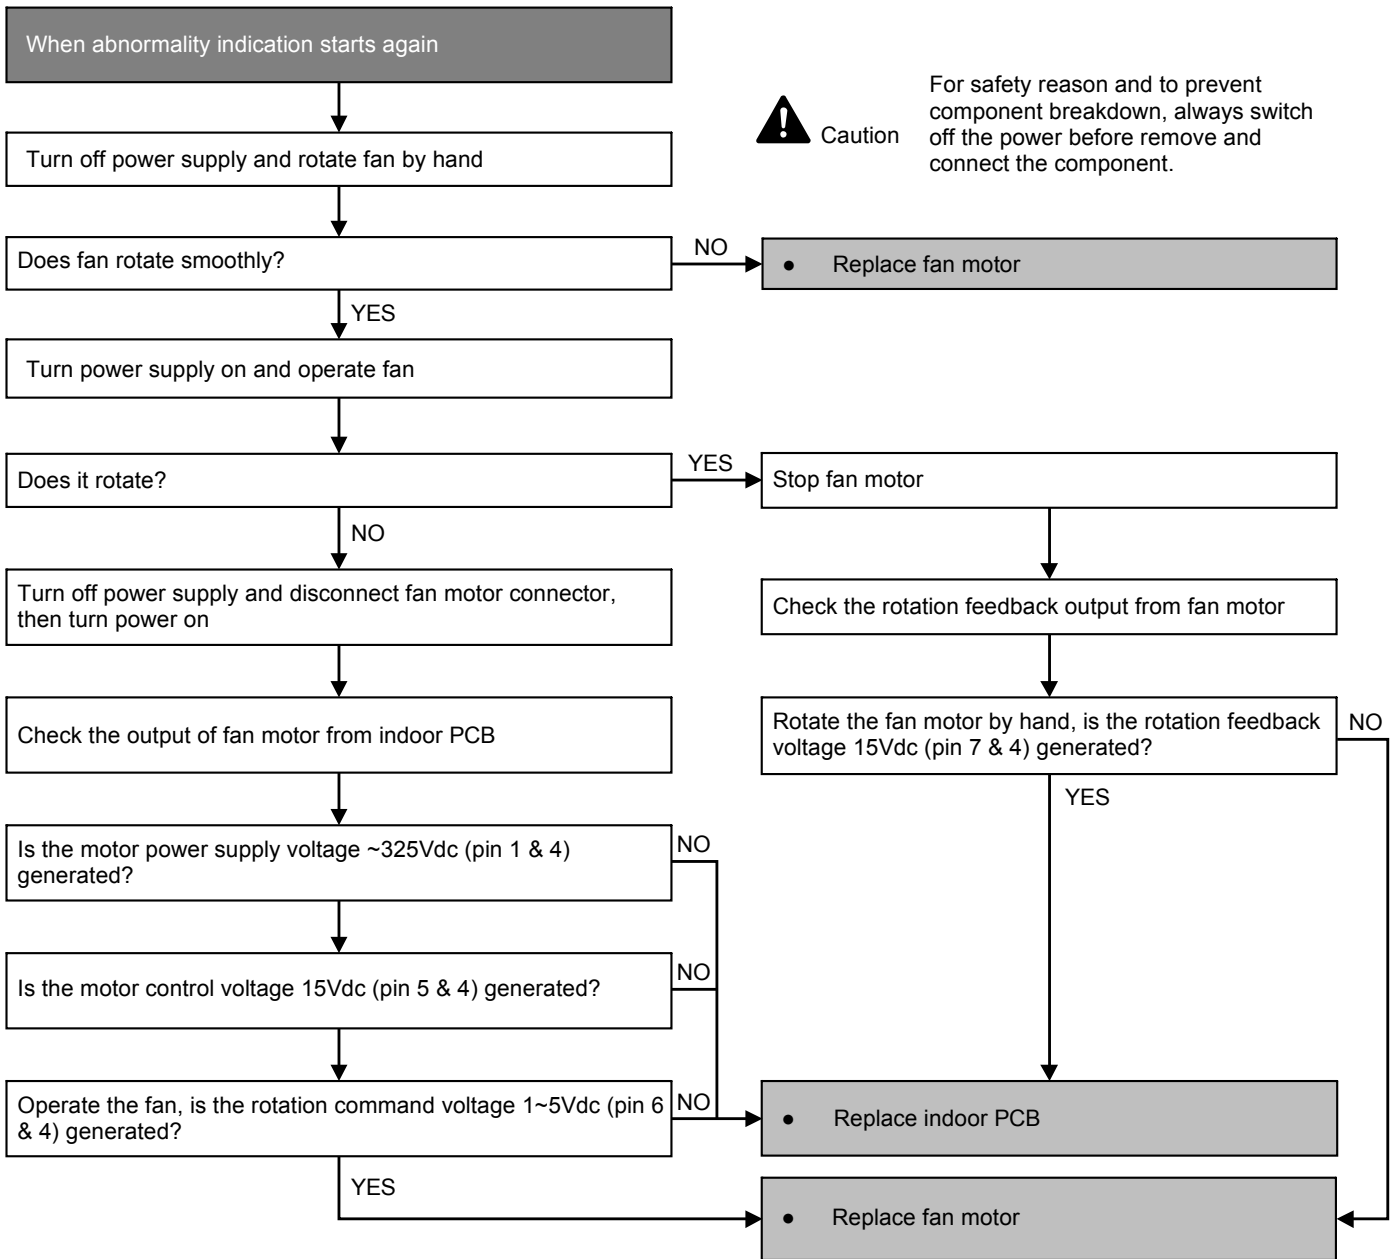 When abnormality indication starts again
For safety reason and to prevent
component breakdown, always switch
off the power before remove and
connect the component.
Caution
Turn off power supply and rotate fan by hand
Does fan rotate smoothly?
NO
● Replace fan motor
YES
Turn power supply on and operate fan
Does it rotate?
YES
Stop fan motor
NO
Turn off power supply and disconnect fan motor connector,
then turn power on
Check the rotation feedback output from fan motor
Check the output of fan motor from indoor PCB
Rotate the fan motor by hand, is the rotation feedback
voltage 15Vdc (pin 7 & 4) generated?
NO
YES
Is the motor power supply voltage ~325Vdc (pin 1 & 4)
generated?
NO
Is the motor control voltage 15Vdc (pin 5 & 4) generated?
NO
Operate the fan, is the rotation command voltage 1~5Vdc (pin 6
& 4) generated?
NO
● Replace indoor PCB
YES
● Replace fan motor